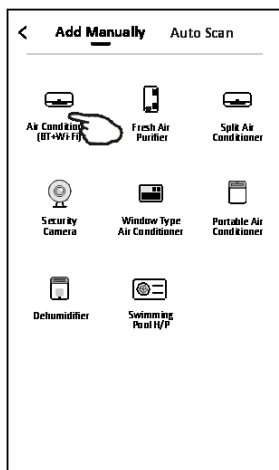 < Add Manually Auto Scan
Air Condition
(BT+Wi-Fi)
Fresh Air
Purifier
Split Air
Conditioner
Security
Camera
Window Type
Air Conditioner
Portable Air
Conditioner
Dehumidifier
Swimming
Pool H/P